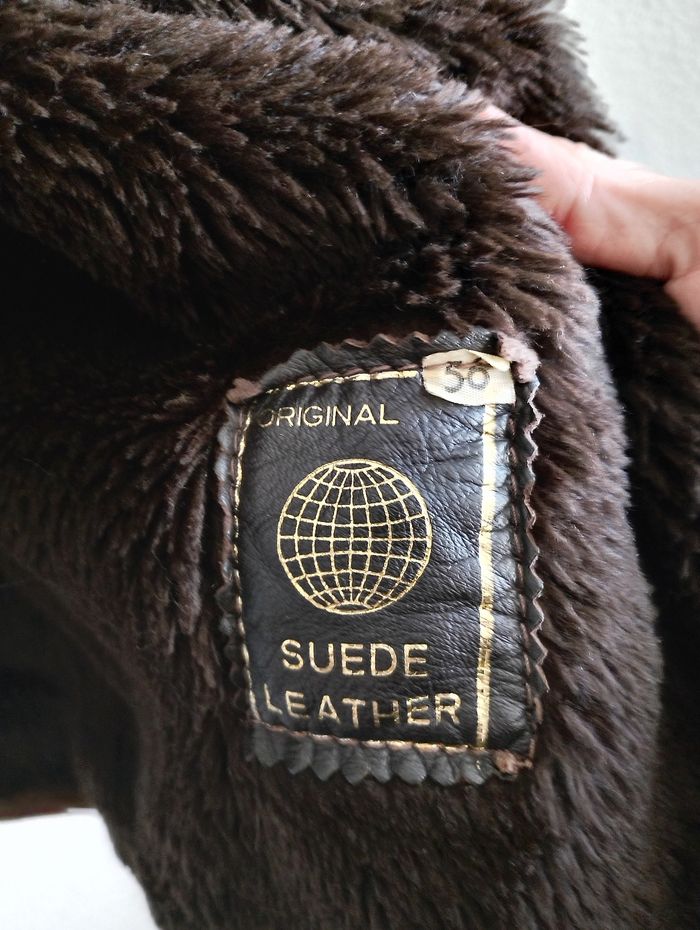 56
ORIGINAL
SUEDE
LEATHER